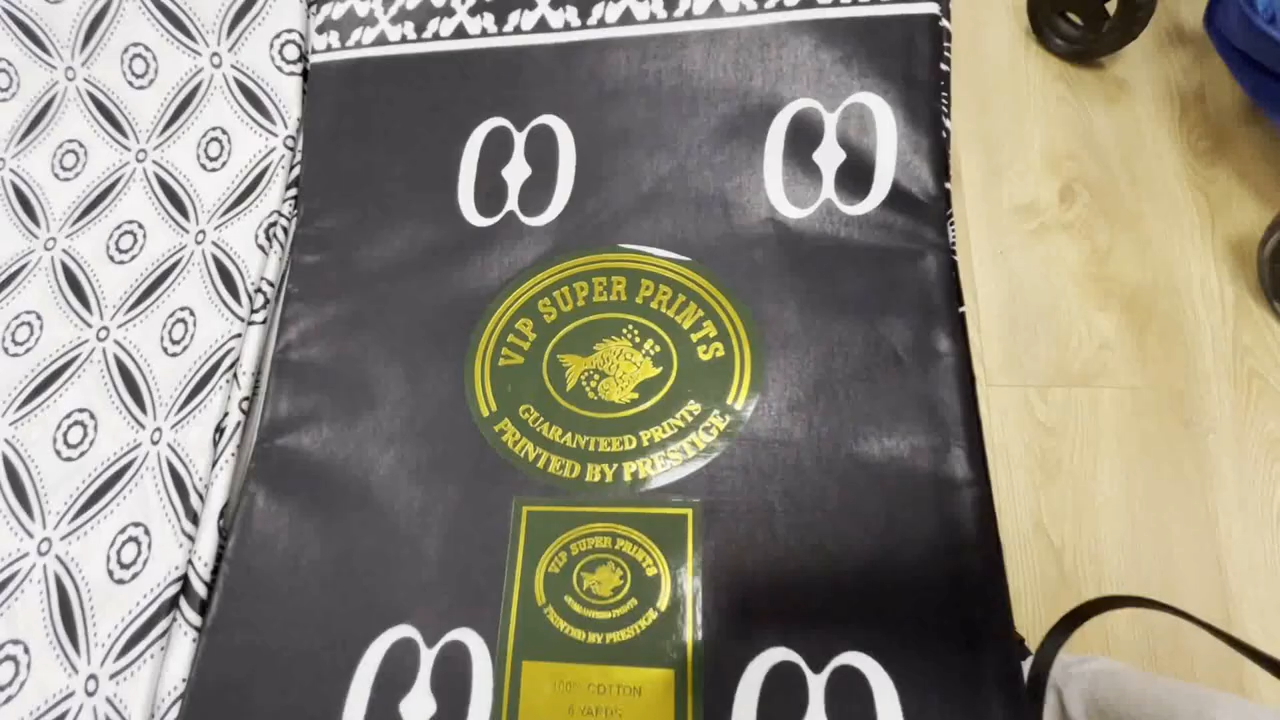 VIP SUPER PRINTS
GUARANTEED PRINTS
PRINTED BY PRESTIGE
VIP SUPER PRINTS
GUARANTEED PRINTS
PRINTED BY PRESTIGE
100% COTTON
6 YARDS